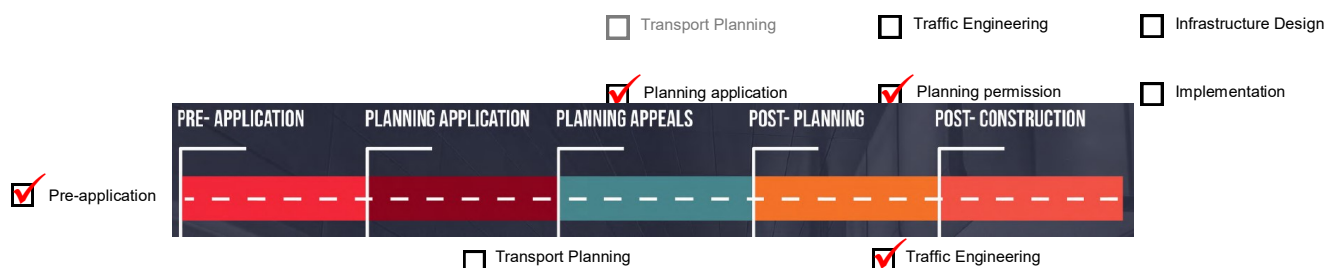 Transport Planning
Traffic Engineering
Infrastructure Design
Planning application
Planning permission
Implementation
PRE- APPLICATION
PLANNING APPLICATION
PLANNING APPEALS
POST- PLANNING
POST- CONSTRUCTION
Pre-application
Transport Planning
Traffic Engineering